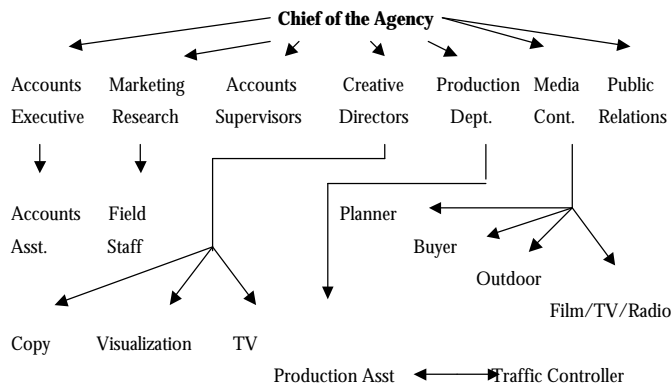 Chief of the Agency
Accounts Marketing Accounts Creative Production Media Public
Executive Research Supervisors Directors Dept. Cont. Relations
Accounts Field Planner
Asst. Staff
Buyer
Outdoor
Film/TV/Radio
Copy Visualization TV
Production Asst Traffic Controller